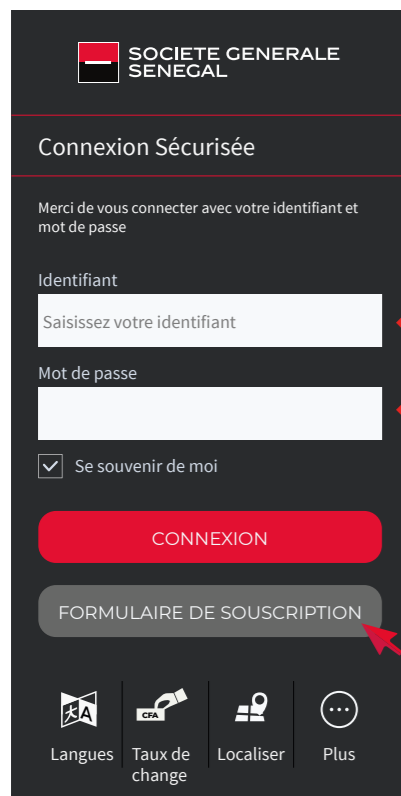 SOCIETE GENERALE
SENEGAL
Connexion Sécurisée
Merci de vous connecter avec votre identifiant et
mot de passe
Identifiant
Saisissez votre identifiant
Mot de passe
Se souvenir de moi
CONNEXION
FORMULAIRE DE SOUSCRIPTION
文A
CFA
Langues
Taux de
change
Localiser
Plus